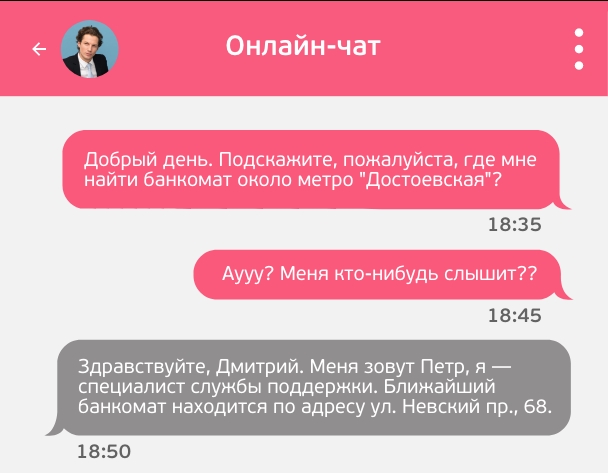 Онлайн-чат
Добрый день. Подскажите, пожалуйста, где мне
найти банкомат около метро "Достоевская"?
18:35
Аууу? Меня кто-нибудь слышит??
18:45
Здравствуйте, Дмитрий. Меня зовут Петр, я —
специалист службы поддержки. Ближайший
банкомат находится по адресу ул. Невский пр., 68.
18:50